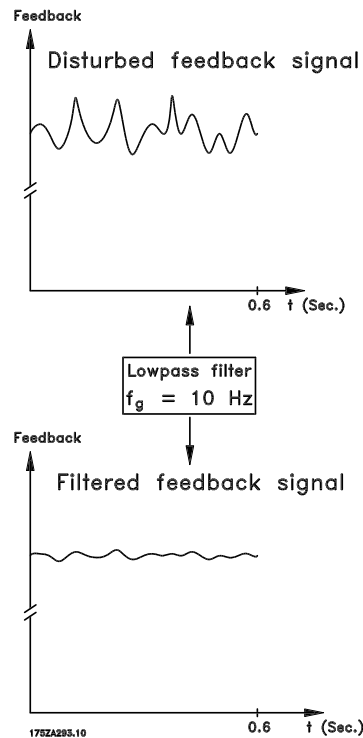 Feedback
Disturbed feedback signal
0.6 t (Sec.)
Lowpass filter
fg = 10 Hz
Feedback
Filtered feedback signal
0.6 t (Sec.)
175ZA293.10